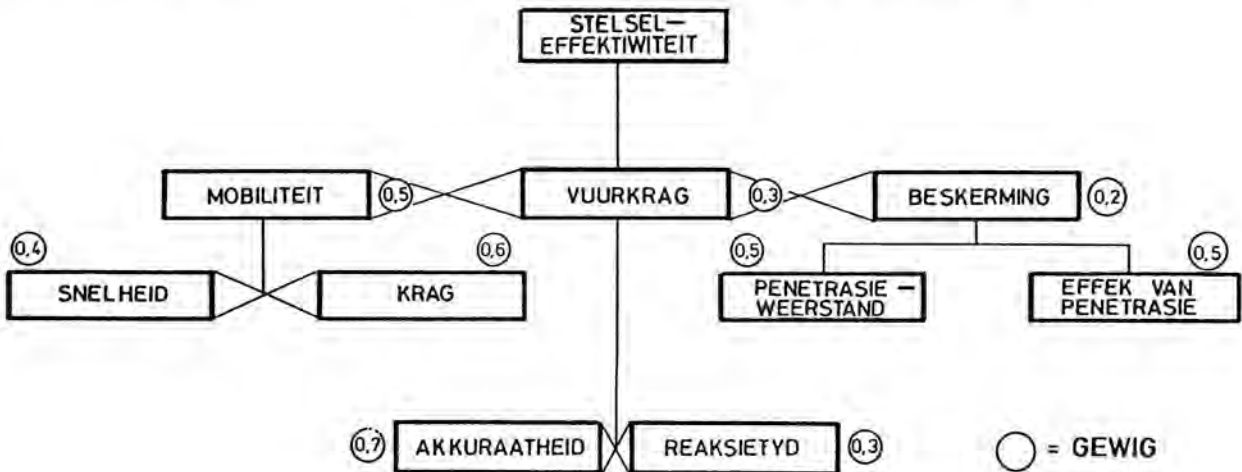 STELSEL—
EFFEKTIWITEIT
MOBILITEIT
0,5
VUURKRAG
0,3
BESKERMING
0,2
0,4
SNELHEID
0,6
KRAG
0,5
PENETRASIE—
WEERSTAND
0,5
EFFEK VAN
PENETRASIE
0,7
AKKURAATHEID
REAKSIETYD
0,3
= GEWIG